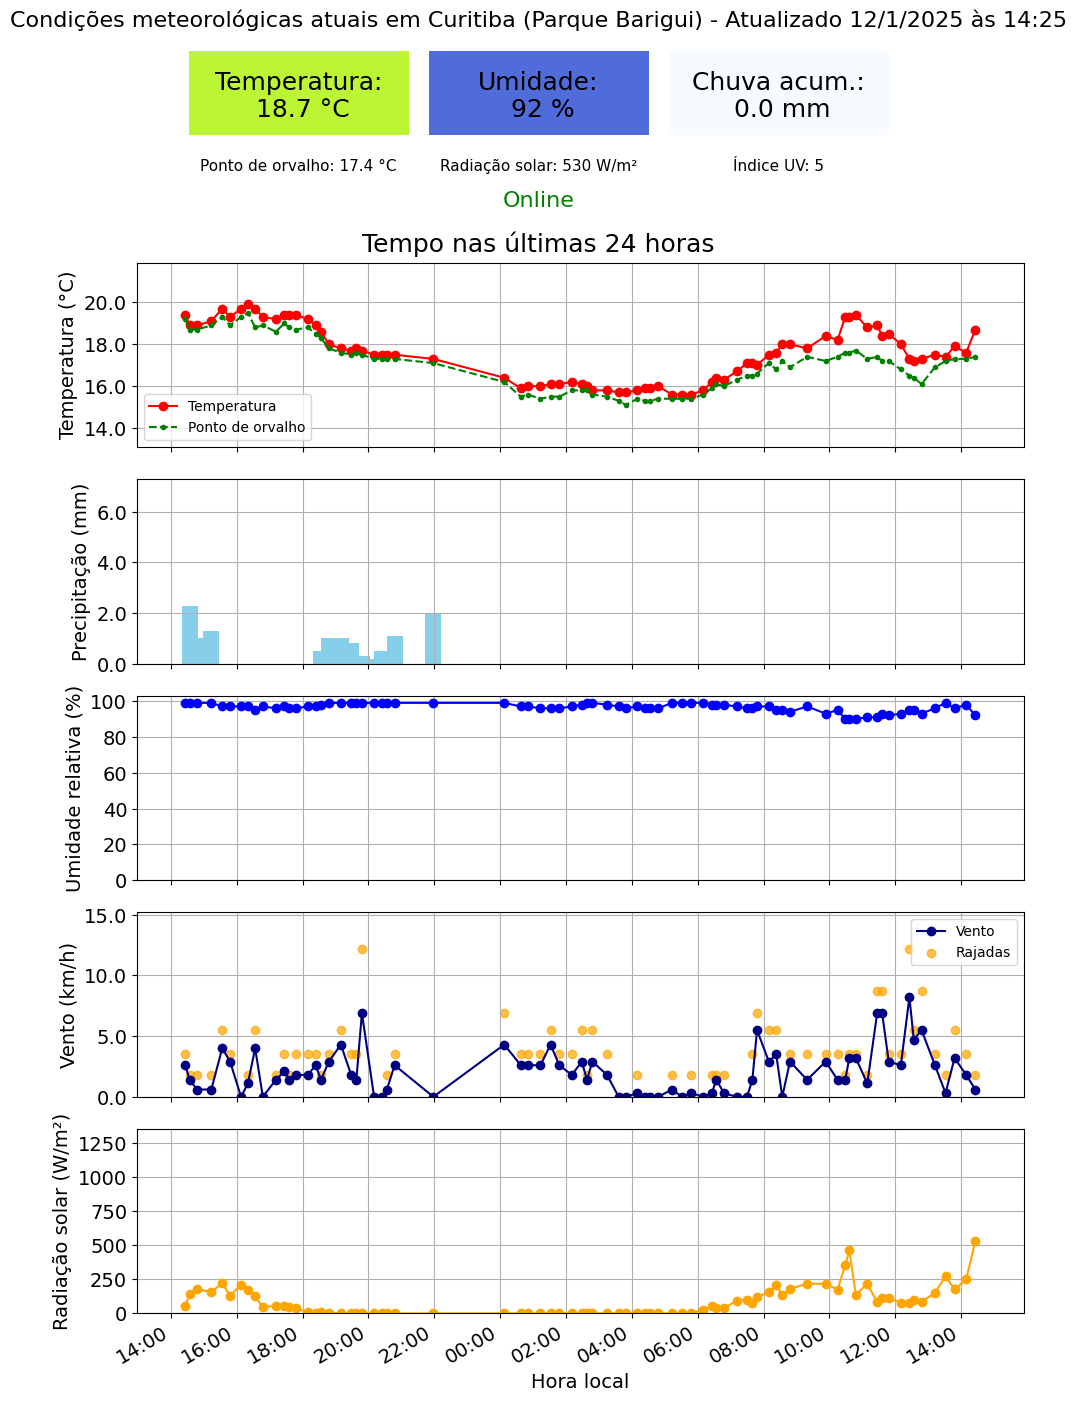 Condições meteorológicas atuais em Curitiba (Parque Barigui) - Atualizado 12/1/2025 às 14:25
Temperatura:
18.7 °C
Umidade:
92 %
Chuva acum.:
0.0 mm
Ponto de orvalho: 17.4 °C
Radiação solar: 530 W/m²
Índice UV: 5
Online
Tempo nas últimas 24 horas
Temperatura (°C)
20.0
18.0
16.0
14.0
Temperatura
Ponto de orvalho
Precipitação (mm)
6.0
4.0
2.0
0.0
Umidade relativa (%)
100
80
60
40
20
0
Vento (km/h)
15.0
10.0
5.0
0.0
Vento
Rajadas
Radiação solar (W/m²)
1250
1000
750
500
250
0
14:00
16:00
18:00
20:00
22:00
00:00
02:00
04:00
06:00
08:00
10:00
12:00
14:00
Hora local